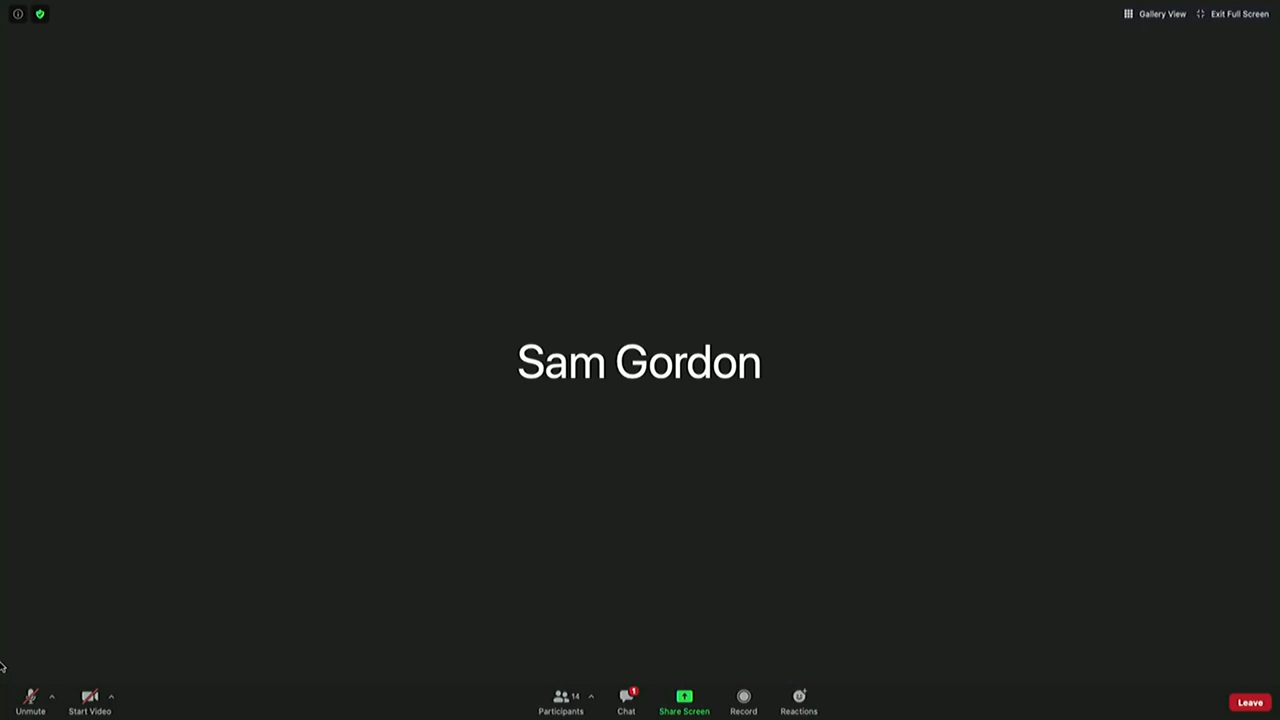 Gallery View Exit Full Screen
Sam Gordon
Unmute Start Video Participants 14 Chat 1 Share Screen Record Reactions Leave